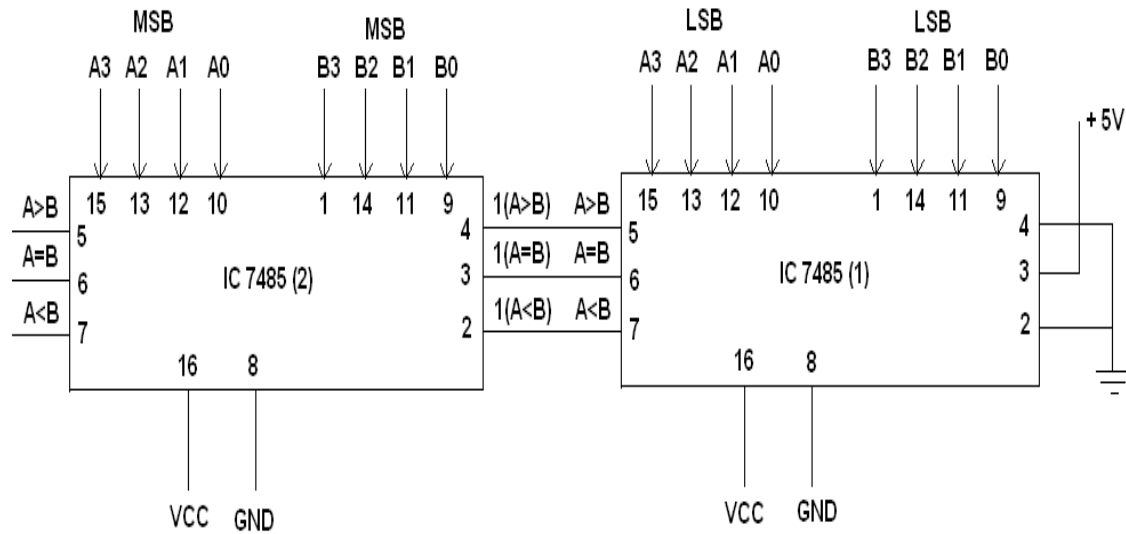 MSB MSB LSB LSB
A3 A2 A1 A0 B3 B2 B1 B0 A3 A2 A1 A0 B3 B2 B1 B0
+ 5V
15 13 12 10 1 14 11 9 15 13 12 10 1 14 11 9
A>B 5 4 1(A>B) A>B 5 4
A=B 6 IC 7485 (2) 3 1(A=B) A=B 6 IC 7485 (1) 3
A<B 7 2 1(A<B) A<B 7 2
16 8 16 8
VCC GND VCC GND